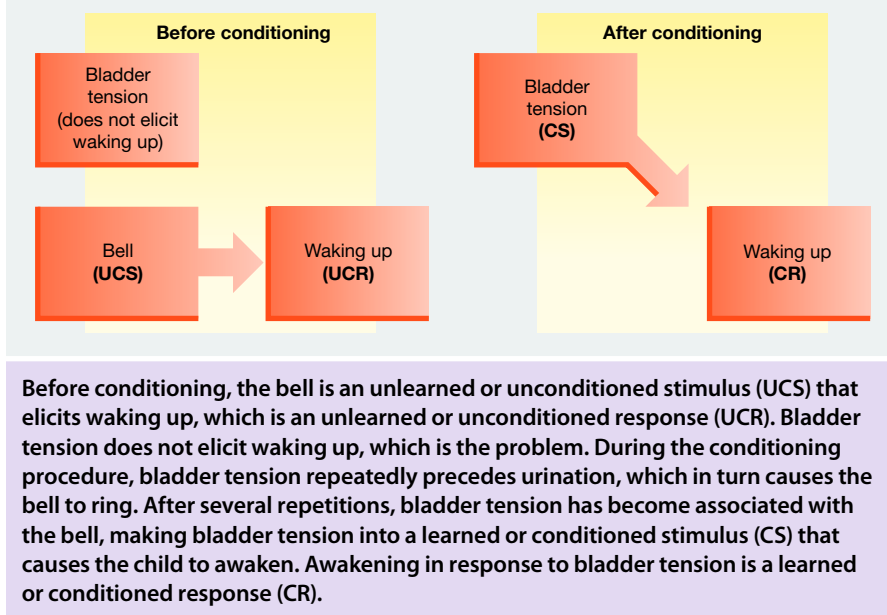 Before conditioning
Bladder
tension
(does not elicit
waking up)
Bell
(UCS)
Waking up
(UCR)
After conditioning
Bladder
tension
(CS)
Waking up
(CR)
Before conditioning, the bell is an unlearned or unconditioned stimulus (UCS) that
elicits waking up, which is an unlearned or unconditioned response (UCR). Bladder
tension does not elicit waking up, which is the problem. During the conditioning
procedure, bladder tension repeatedly precedes urination, which in turn causes the
bell to ring. After several repetitions, bladder tension has become associated with
the bell, making bladder tension into a learned or conditioned stimulus (CS) that
causes the child to awaken. Awakening in response to bladder tension is a learned
or conditioned response (CR).